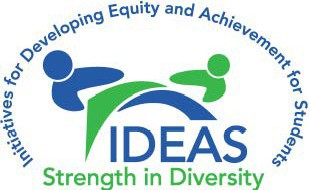 Initiatives for Developing Equity and Achievement for Students
IDEAS
Strength in Diversity